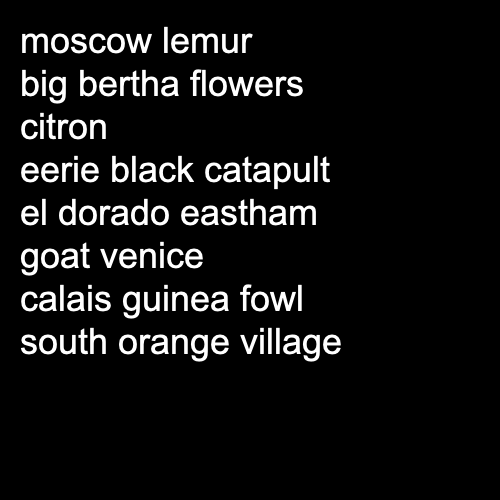 moscow lemur
big bertha flowers
citron
eerie black catapult
el dorado eastham
goat venice
calais guinea fowl
south orange village